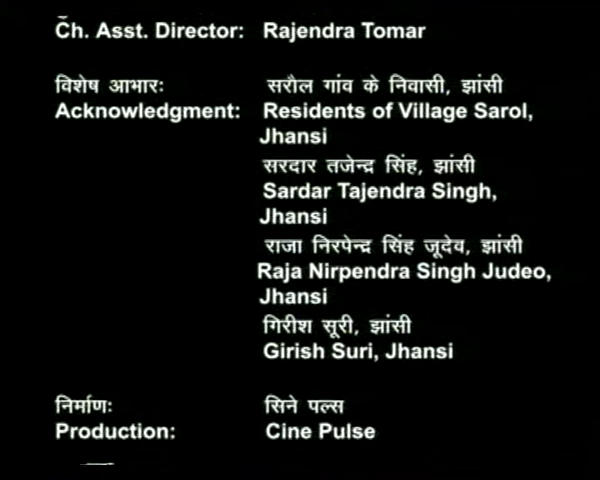 Ch. Asst. Director: Rajendra Tomar
विशेष आभारः सरौल गांव के निवासी, झांसी
Acknowledgment: Residents of Village Sarol,
Jhansi
सरदार तजेन्द्र सिंह, झांसी
Sardar Tajendra Singh,
Jhansi
राजा निरपेन्द्र सिंह जूदेव, झांसी
Raja Nirpendra Singh Judeo,
Jhansi
गिरीश सूरी, झांसी
Girish Suri, Jhansi
निर्माणः सिने पल्स
Production: Cine Pulse